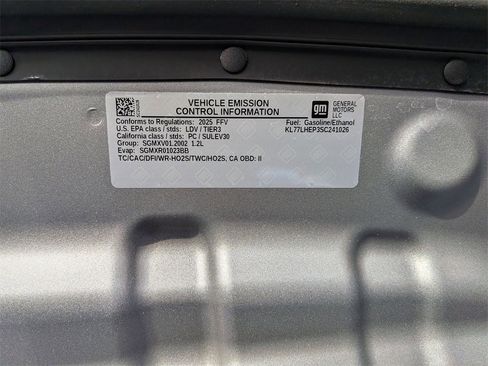 VEHICLE EMISSION
CONTROL INFORMATION
gm
GENERAL
MOTORS
LLC
Conforms to Regulations: 2025 FFV
Fuel: Gasoline/Ethanol
U.S. EPA class / stds: LDV / TIER3
KL77LHEP3SC241026
California class / stds: PC / SULEV30
Group: SGMXV01.2002 1.2L
Evap: SGMXR01023BB
TC/CAC/DFI/WR-HO2S/TWC/HO2S, CA OBD: II